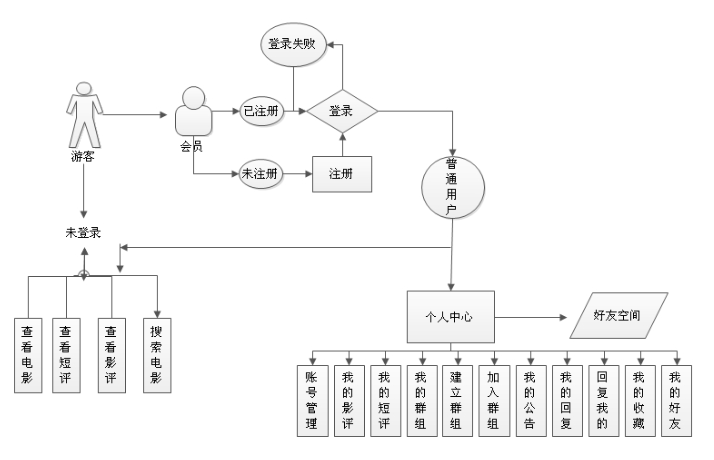 登录失败
游客
会员
已注册
登录
未注册
注册
普通用户
未登录
个人中心
好友空间
查看电影
查看短评
查看影评
搜索电影
账号管理
我的影评
我的短评
我的群组
建立群组
加入群组
我的公告
我的回复
回复我的
我的收藏
我的好友